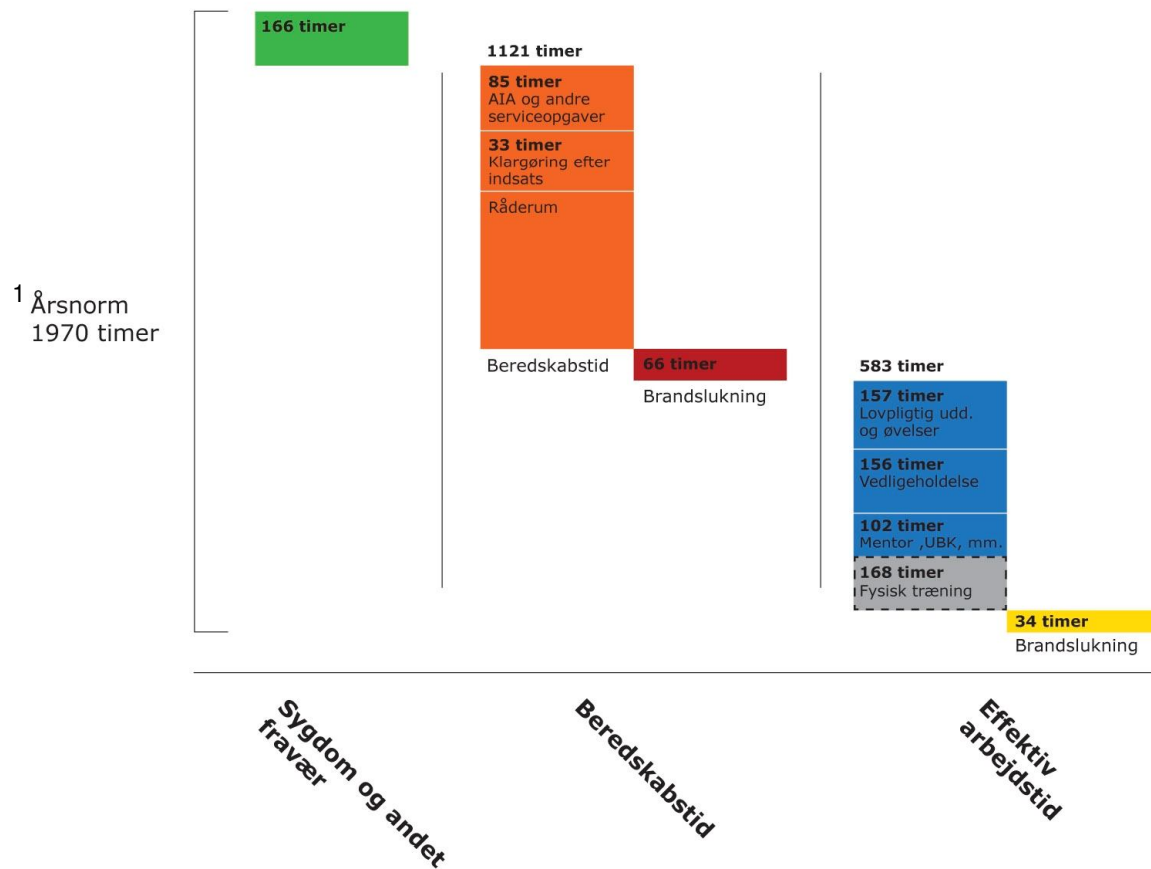 166 timer
1121 timer
85 timer
AIA og andre
serviceopgaver
33 timer
Klargøring efter
indsats
Råderum
1 Årsnorm
1970 timer
Beredskabstid
66 timer
Brandslukning
583 timer
157 timer
Lovpligtig udd.
og øvelser
156 timer
Vedligeholdelse
102 timer
Mentor ,UBK, mm.
168 timer
Fysisk træning
34 timer
Brandslukning
Sygdom og andet
fravær
Beredskabstid
Effektiv
arbejdstid